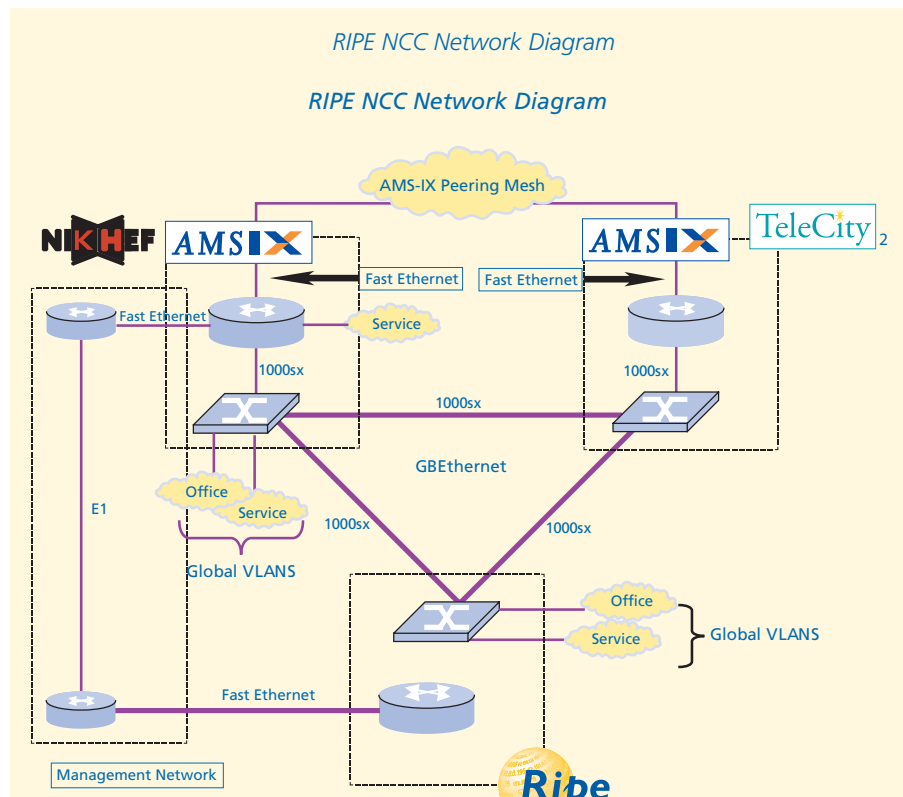 RIPE NCC Network Diagram
RIPE NCC Network Diagram
AMS-IX Peering Mesh
NIKHEF
AMSIX
AMSIX
TeleCity 2
Fast Ethernet
Fast Ethernet
Fast Ethernet
Service
1000sx
1000sx
1000sx
GBEthernet
Office
Service
E1
1000sx
1000sx
Global VLANS
Office
Service
Global VLANS
Fast Ethernet
Management Network
Ripe